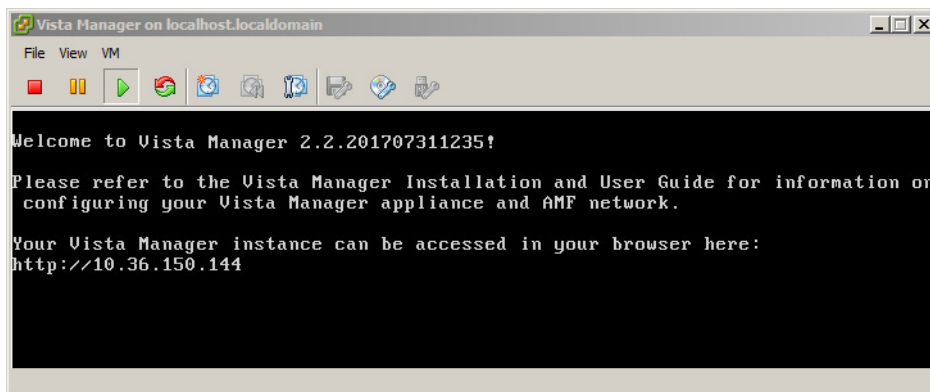 Vista Manager on localhost.localdomain
File View VM
Welcome to Vista Manager 2.2.201707311235!
Please refer to the Vista Manager Installation and User Guide for information on
configuring your Vista Manager appliance and AMF network.
Your Vista Manager instance can be accessed in your browser here:
http://10.36.150.144